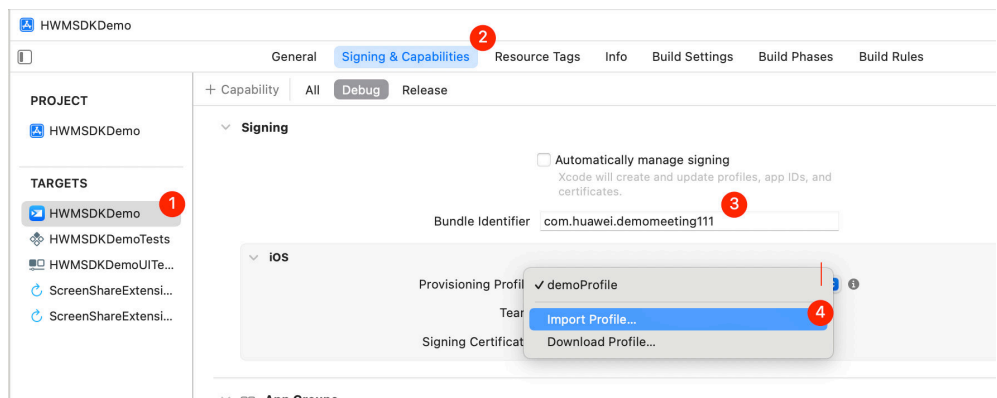 HWMSDKDemo
2
General Signing & Capabilities Resource Tags Info Build Settings Build Phases Build Rules
+ Capability All Debug Release
PROJECT
HWMSDKDemo
TARGETS
1
HWMSDKDemo
HWMSDKDemoTests
HWMSDKDemoUITe...
ScreenShareExtensi...
ScreenShareExtensi...
Signing
Automatically manage signing
Xcode will create and update profiles, app IDs, and
certificates.
3
Bundle Identifier com.huawei.demomeeting111
iOS
Provisioning Profil ✓ demoProfile
Tear Import Profile... 4
Signing Certificat Download Profile...
App Groups